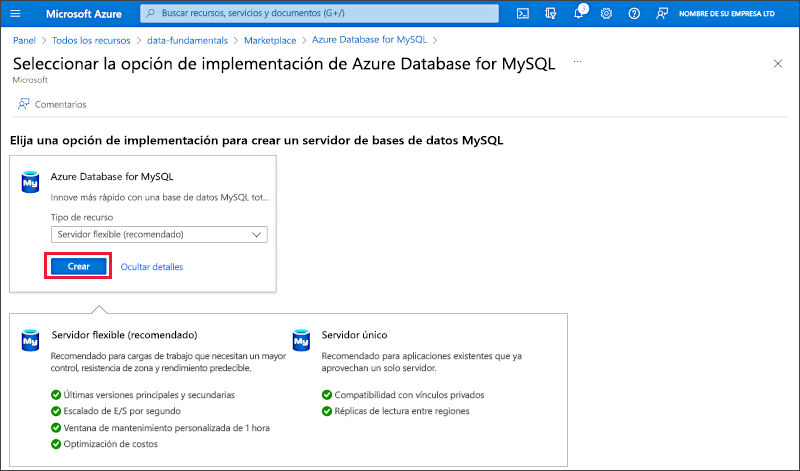 Microsoft Azure
Buscar recursos, servicios y documentos (G+/)
3
NOMBRE DE SU EMPRESA LTD
Panel > Todos los recursos > data-fundamentals > Marketplace > Azure Database for MySQL >
Seleccionar la opción de implementación de Azure Database for MySQL ...
Microsoft
Comentarios
Elija una opción de implementación para crear un servidor de bases de datos MySQL
My
Azure Database for MySQL
Innove más rápido con una base de datos MySQL tot...
Tipo de recurso
Servidor flexible (recomendado)
Crear
Ocultar detalles
My
Servidor flexible (recomendado)
Recomendado para cargas de trabajo que necesitan un mayor
control, resistencia de zona y rendimiento predecible.
Últimas versiones principales y secundarias
Escalado de E/S por segundo
Ventana de mantenimiento personalizada de 1 hora
Optimización de costos
My
Servidor único
Recomendado para aplicaciones existentes que ya
aprovechan un solo servidor.
Compatibilidad con vínculos privados
Réplicas de lectura entre regiones